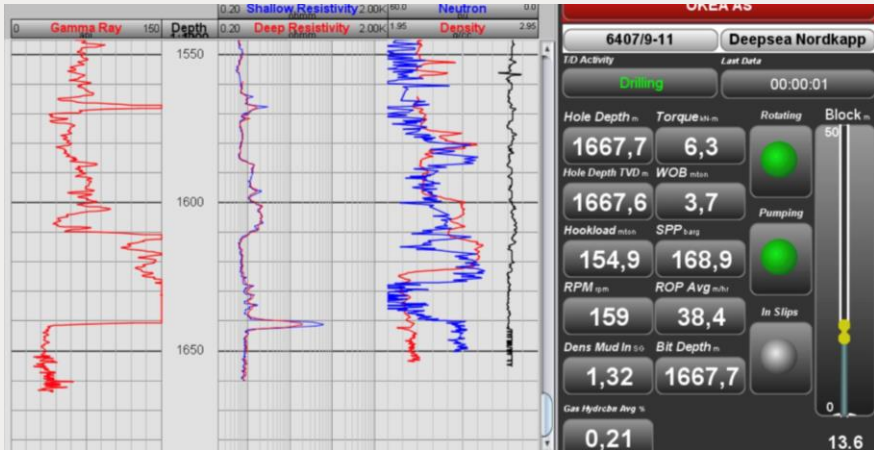 0.20 Shallow Resistivity 2.00K 60.0 Neutron 0.0
0 Gamma Ray 150 Depth 0.20 Deep Resistivity 2.00K 1.95 Density 2.95
1550
1600
1650
OKEA AS
6407/9-11 Deepsea Nordkapp
T/D Activity Last Data
Drilling 00:00:01
Hole Depth m Torque kN-m Rotating Block m
1667,7 6,3 50
Hole Depth TVD m WOB mton
1667,6 3,7 Pumping
Hookload mton SPP barg
154,9 168,9
RPM rpm ROP Avg m/hr In Slips
159 38,4
Dens Mud In SG Bit Depth m
1,32 1667,7
Gas Hydrcbn Avg % 0
0,21 13.6